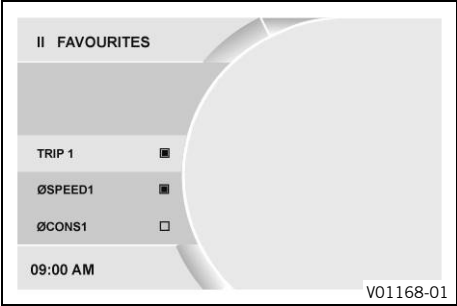 II FAVOURITES
TRIP 1
ØSPEED1
ØCONS1
09:00 AM
V01168-01